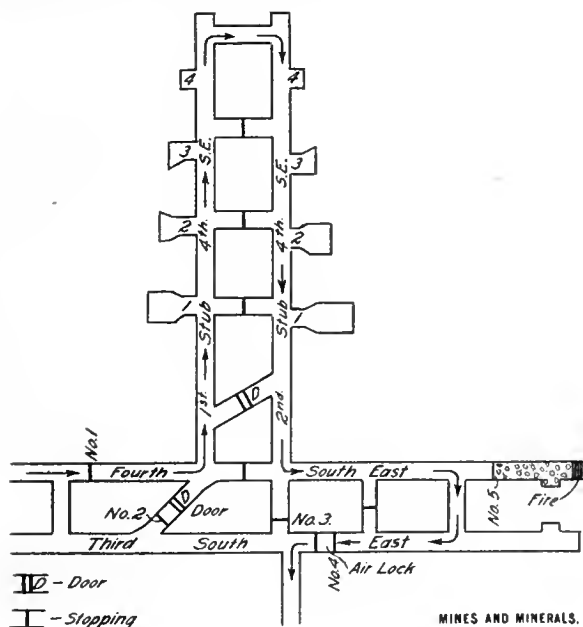 4
4
3
S.E.
S.E.
3
2
4th.
4th.
2
1
Stub
Stub
1
D
1st.
2nd.
No.1
Fourth
South East
No.5
Fire
D
Door
No.2
No.3.
Third
South
East
No.4
Air Lock
D - Door
- Stopping
MINES AND MINERALS.